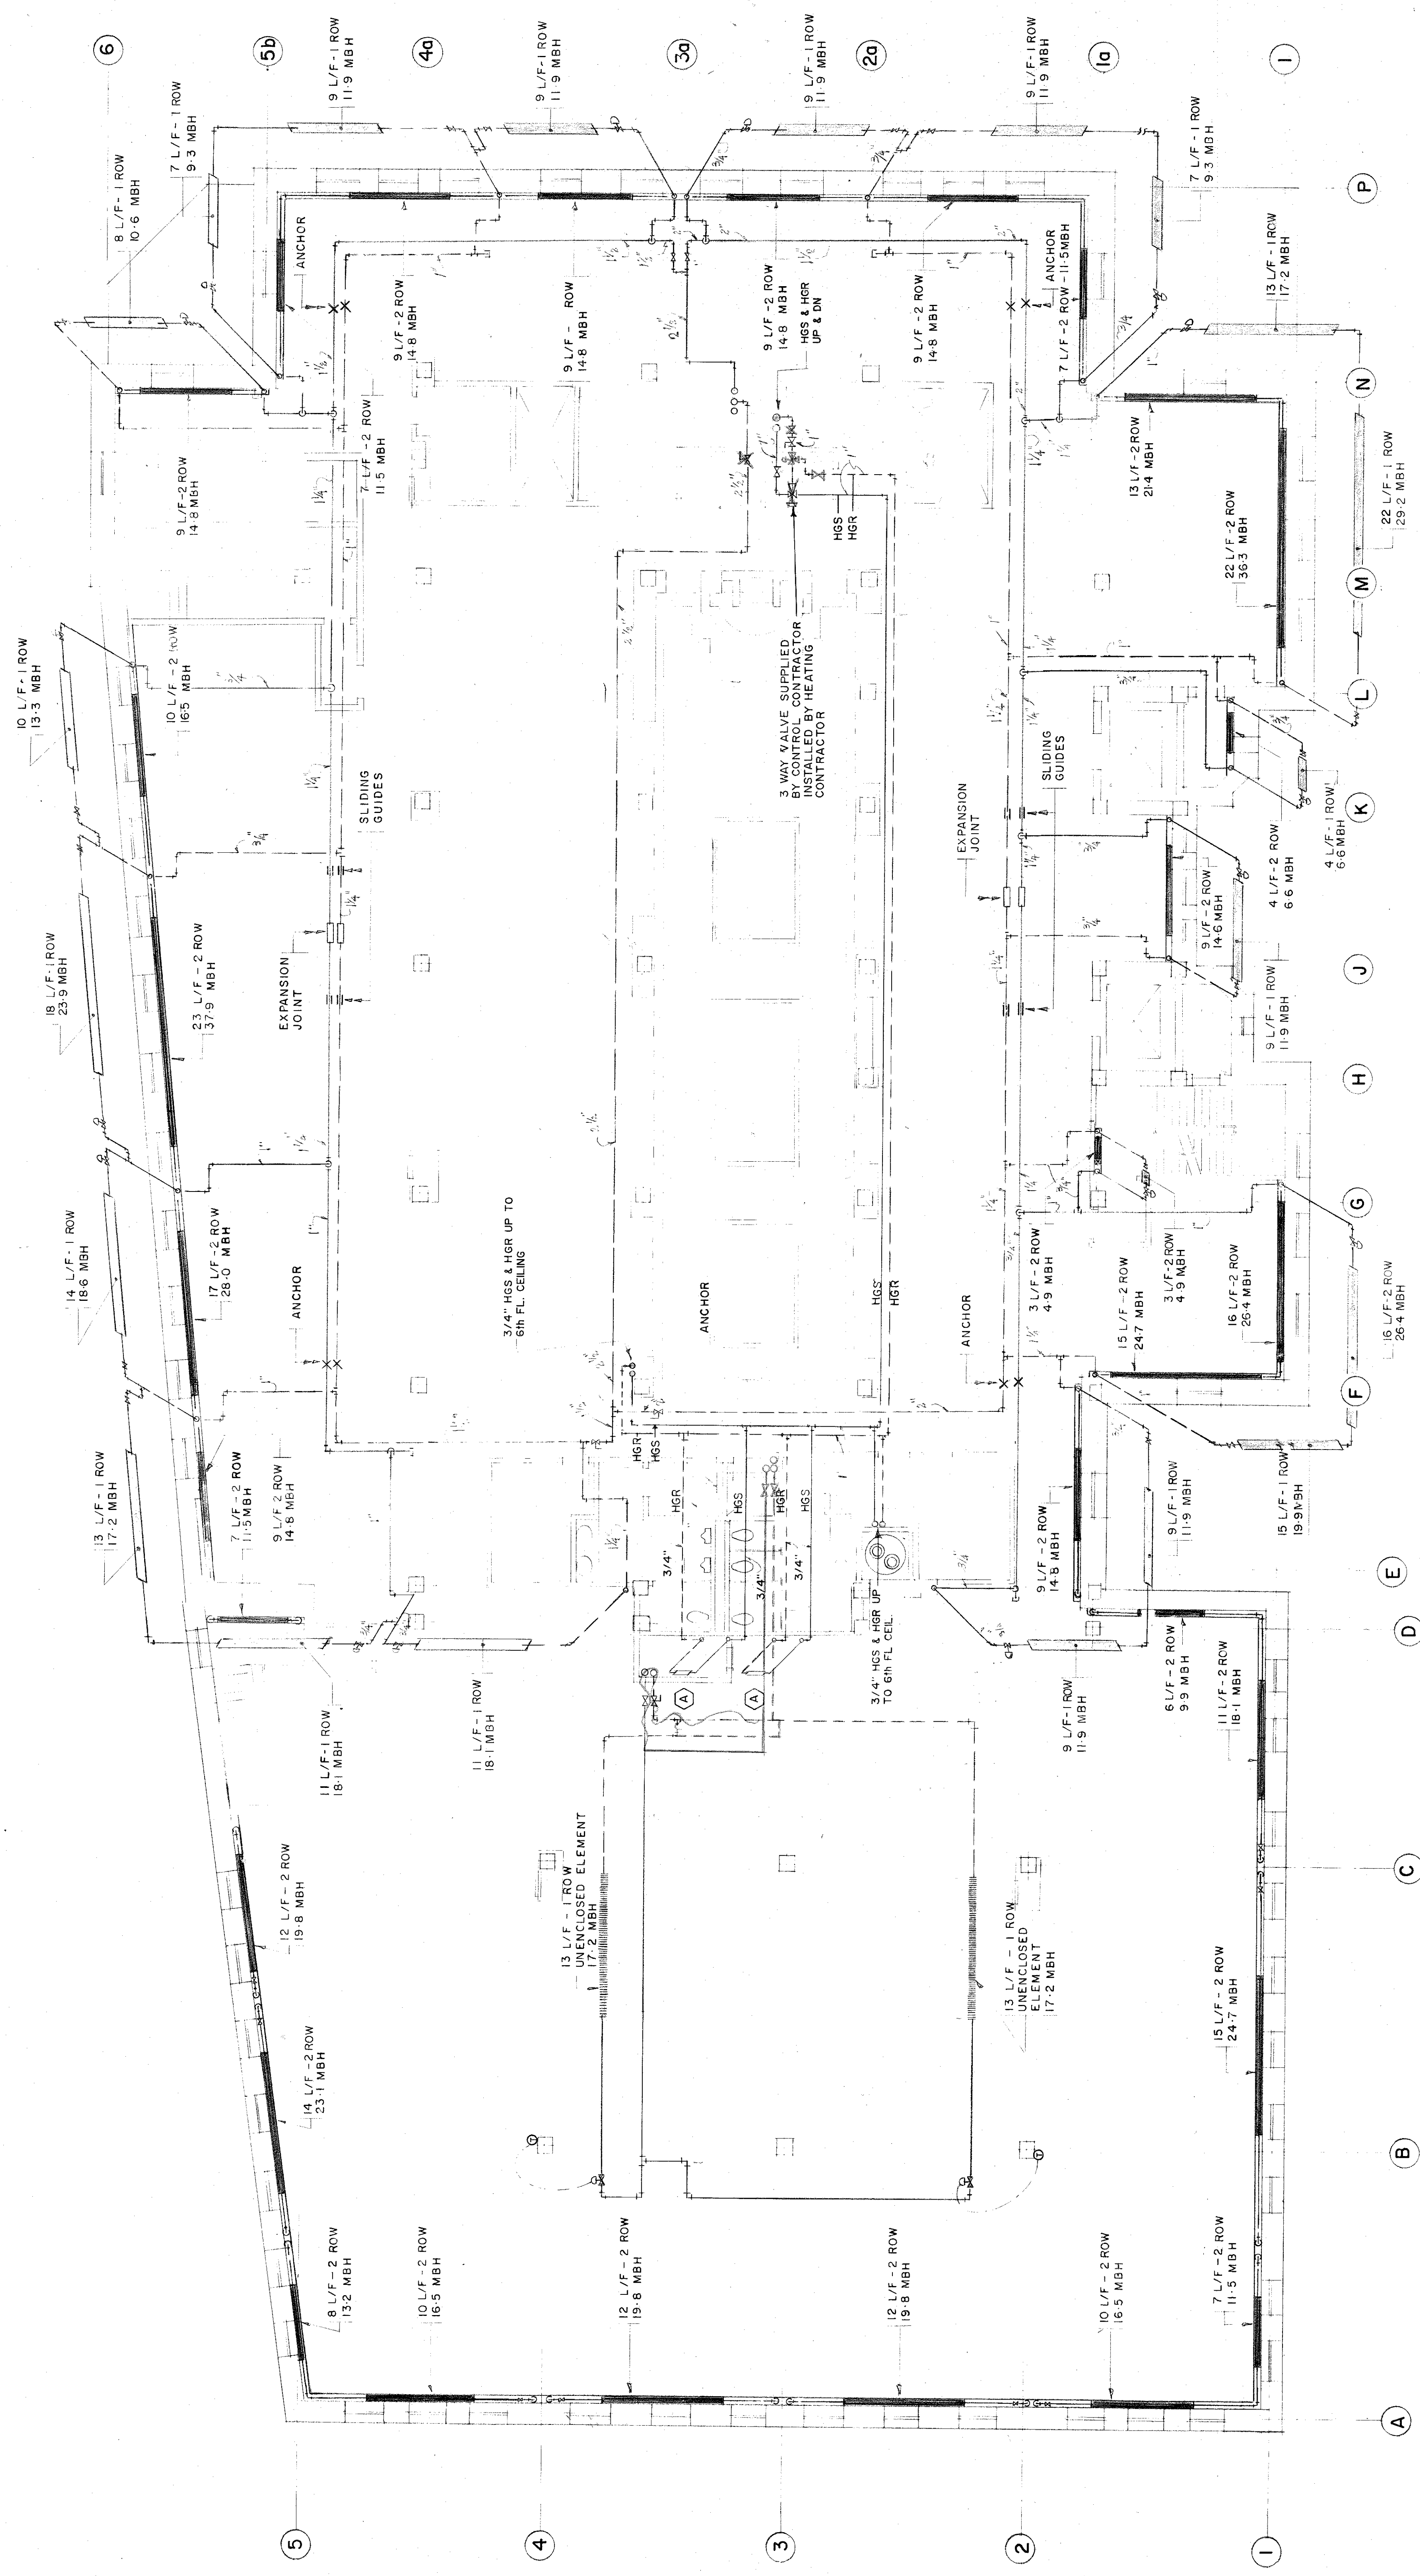 6
5b
4a
3a
2a
1a
1
9 L/F-1 ROW
11.9 MBH
9 L/F-1 ROW
11.9 MBH
9 L/F-1 ROW
11.9 MBH
9 L/F-1 ROW
11.9 MBH
7 L/F-1 ROW
9.3 MBH
8 L/F-1 ROW
10.6 MBH
7 L/F-1 ROW
9.3 MBH
P
ANCHOR
ANCHOR
13 L/F-1 ROW
17.2 MBH
9 L/F-2 ROW
14.8 MBH
9 L/F- ROW
14.8 MBH
9 L/F-2 ROW
14.8 MBH
HGS & HGR
UP & DN
9 L/F-2 ROW
14.8 MBH
7 L/F-2 ROW-11.5MBH
N
9 L/F-2 ROW
14.8 MBH
7 L/F-2 ROW
11.5 MBH
13 L/F-2 ROW
21.4 MBH
22 L/F-1 ROW
29.2 MBH
HGS
HGR
22 L/F-2 ROW
36.3 MBH
M
10 L/F-1 ROW
13.3 MBH
10 L/F-2 ROW
16.5 MBH
L
3 WAY VALVE SUPPLIED
BY CONTROL CONTRACTOR
INSTALLED BY HEATING
CONTRACTOR
SLIDING
GUIDES
SLIDING
GUIDES
K
4 L/F-1 ROW
6.6 MBH
4 L/F-2 ROW
6.6 MBH
EXPANSION
JOINT
18 L/F-1 ROW
23.9 MBH
23 L/F-2 ROW
37.9 MBH
EXPANSION
JOINT
9 L/F-2 ROW
14.6 MBH
9 L/F-1 ROW
11.9 MBH
J
H
14 L/F-1 ROW
18.6 MBH
17 L/F-2 ROW
28.0 MBH
ANCHOR
3/4" HGS & HGR UP TO
6th FL. CEILING
ANCHOR
HGS
HGR
ANCHOR
3 L/F-2 ROW
4.9 MBH
15 L/F-2 ROW
24.7 MBH
3 L/F-2 ROW
4.9 MBH
16 L/F-2 ROW
26.4 MBH
G
16 L/F-2 ROW
26.4 MBH
F
13 L/F-1 ROW
17.2 MBH
7 L/F-2 ROW
11.5 MBH
9 L/F 2 ROW
14.8 MBH
HGR
HGS
HGR
HGS
HGR
HGS
3/4"
3/4"
3/4"
9 L/F-2 ROW
14.8 MBH
9 L/F-1 ROW
11.9 MBH
15 L/F-1 ROW
19.9 MBH
E
D
3/4" HGS & HGR UP
TO 6th FL CEIL.
A
A
11 L/F-1 ROW
18.1 MBH
11 L/F-1 ROW
18.1 MBH
9 L/F-1 ROW
11.9 MBH
6 L/F-2 ROW
9.9 MBH
11 L/F-2 ROW
18.1 MBH
12 L/F-2 ROW
19.8 MBH
13 L/F-1 ROW
UNENCLOSED ELEMENT
17.2 MBH
13 L/F-1 ROW
UNENCLOSED
ELEMENT
17.2 MBH
15 L/F-2 ROW
24.7 MBH
C
14 L/F-2 ROW
23.1 MBH
T
T
B
8 L/F-2 ROW
13.2 MBH
10 L/F-2 ROW
16.5 MBH
12 L/F-2 ROW
19.8 MBH
12 L/F-2 ROW
19.8 MBH
10 L/F-2 ROW
16.5 MBH
7 L/F-2 ROW
11.5 MBH
A
5
4
3
2
1